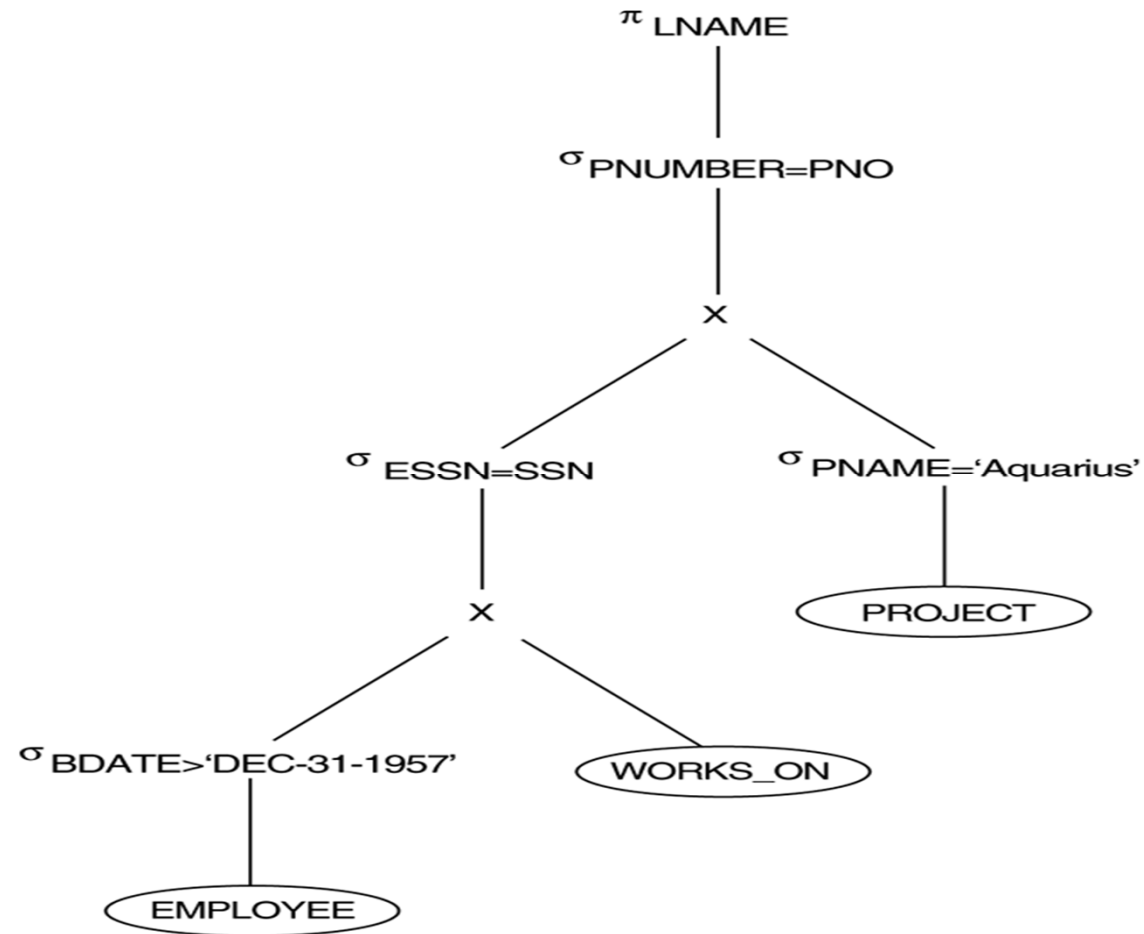 π LNAME
σ PNUMBER=PNO
X
σ ESSN=SSN
σ PNAME=‘Aquarius’
X
PROJECT
σ BDATE>‘DEC-31-1957’
WORKS_ON
EMPLOYEE